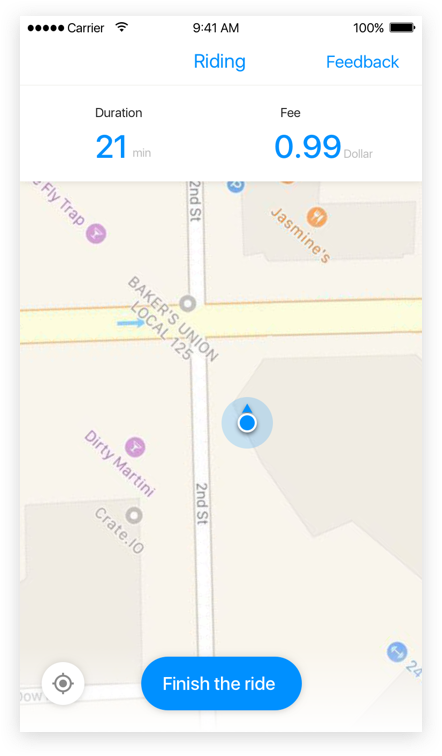 Carrier 9:41 AM 100%
Riding Feedback
Duration Fee
21 min 0.99 Dollar
Fly Trap
2nd St
Jasmine's
BAKER'S UNION
LOCAL 125
Dirty Martini
2nd St
Crate.IO
24
Finish the ride